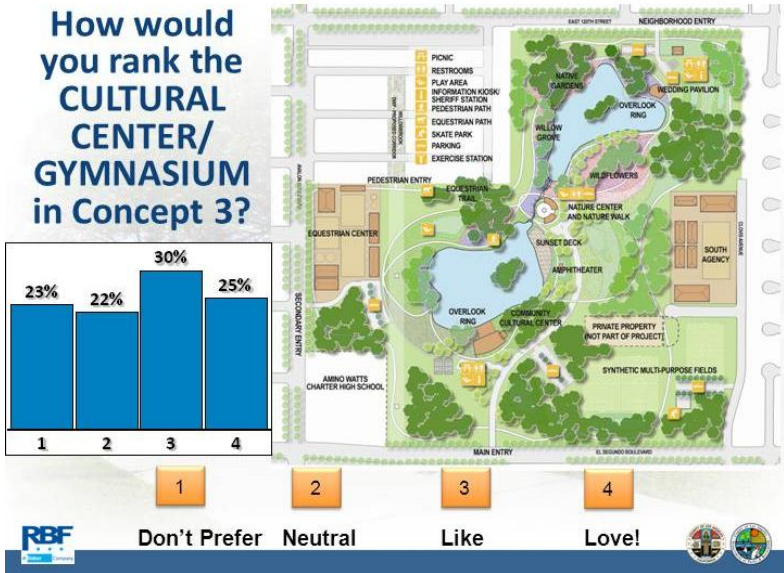 How would
you rank the
CULTURAL
CENTER/
GYMNASIUM
in Concept 3?
23%
22%
30%
25%
1
2
3
4
EAST 120TH STREET
NEIGHBORHOOD ENTRY
PICNIC
RESTROOMS
PLAY AREA
INFORMATION KIOSK/
SHERIFF STATION
PEDESTRIAN PATH
EQUESTRIAN PATH
SKATE PARK
PARKING
EXERCISE STATION
NATIVE
GARDENS
WEDDING PAVILION
OVERLOOK
RING
WILLOW
GROVE
WILDFLOWERS
PEDESTRIAN ENTRY
EQUESTRIAN
TRAIL
NATURE CENTER
AND NATURE WALK
EQUESTRIAN CENTER
SUNSET DECK
SOUTH
AGENCY
AMPHITHEATER
SECONDARY ENTRY
OVERLOOK
RING
COMMUNITY
CULTURAL CENTER
PRIVATE PROPERTY
(NOT PART OF PROJECT)
AMINO WATTS
CHARTER HIGH SCHOOL
SYNTHETIC MULTI-PURPOSE FIELDS
MAIN ENTRY
EL SEGUNDO BOULEVARD
1
2
3
4
Don't Prefer
Neutral
Like
Love!
RBF